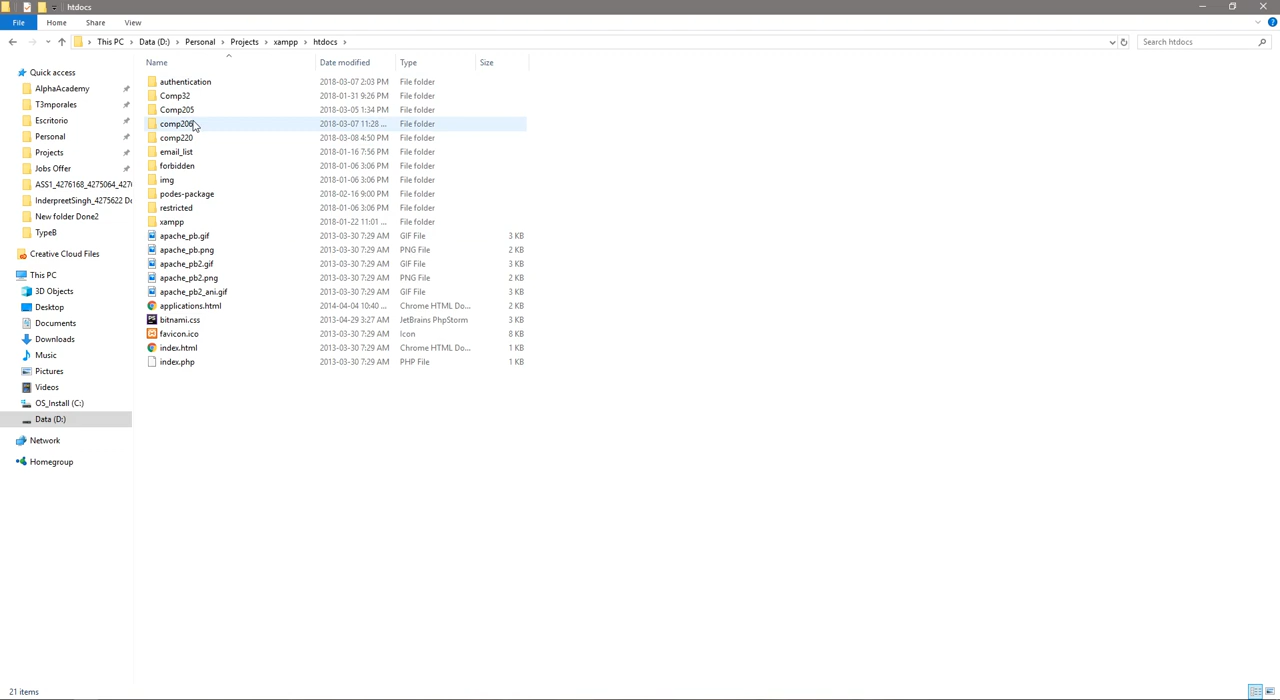 htdocs
File Home Share View
This PC Data (D:) Personal Projects xampp htdocs Search htdocs
Name Date modified Type Size
Quick access
AlphaAcademy
T3mporales
Escritorio
Personal
Projects
Jobs Offer
ASS1_4276168_4275064_427
InderpreetSingh_4275622 Do
New folder Done2
TypeB
Creative Cloud Files
This PC
3D Objects
Desktop
Documents
Downloads
Music
Pictures
Videos
OS_Install (C:)
Data (D:)
Network
Homegroup
authentication 2018-03-07 2:03 PM File folder
Comp32 2018-01-31 9:26 PM File folder
Comp205 2018-03-05 1:34 PM File folder
comp206 2018-03-07 11:28 ... File folder
comp220 2018-03-08 4:50 PM File folder
email_list 2018-01-16 7:56 PM File folder
forbidden 2018-01-06 3:06 PM File folder
img 2018-01-06 3:06 PM File folder
podes-package 2018-02-16 9:00 PM File folder
restricted 2018-01-06 3:06 PM File folder
xampp 2018-01-22 11:01 ... File folder
apache_pb.gif 2013-03-30 7:29 AM GIF File 3 KB
apache_pb.png 2013-03-30 7:29 AM PNG File 2 KB
apache_pb2.gif 2013-03-30 7:29 AM GIF File 3 KB
apache_pb2.png 2013-03-30 7:29 AM PNG File 2 KB
apache_pb2_ani.gif 2013-03-30 7:29 AM GIF File 3 KB
applications.html 2014-04-04 10:40 ... Chrome HTML Do... 2 KB
bitnami.css 2013-04-29 3:27 AM JetBrains PhpStorm 3 KB
favicon.ico 2013-03-30 7:29 AM Icon 8 KB
index.html 2013-03-30 7:29 AM Chrome HTML Do... 1 KB
index.php 2013-03-30 7:29 AM PHP File 1 KB
21 items